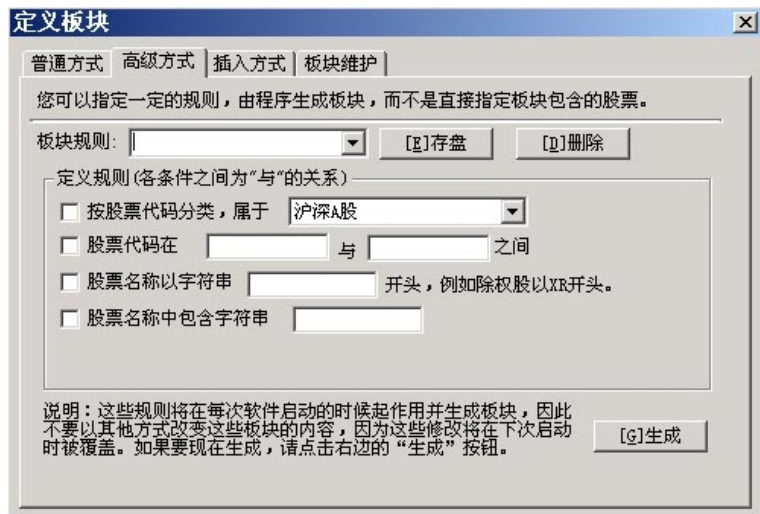 定义板块
普通方式 高级方式 插入方式 板块维护
您可以指定一定的规则，由程序生成板块，而不是直接指定板块包含的股票。
板块规则: [E]存盘 [D]删除
定义规则(各条件之间为"与"的关系)
按股票代码分类，属于 沪深A股
股票代码在 与 之间
股票名称以字符串 开头，例如除权股以XR开头。
股票名称中包含字符串
说明：这些规则将在每次软件启动的时候起作用并生成板块，因此
不要以其他方式改变这些板块的内容，因为这些修改将在下次启动
时被覆盖。如果要现在生成，请点击右边的“生成”按钮。
[G]生成